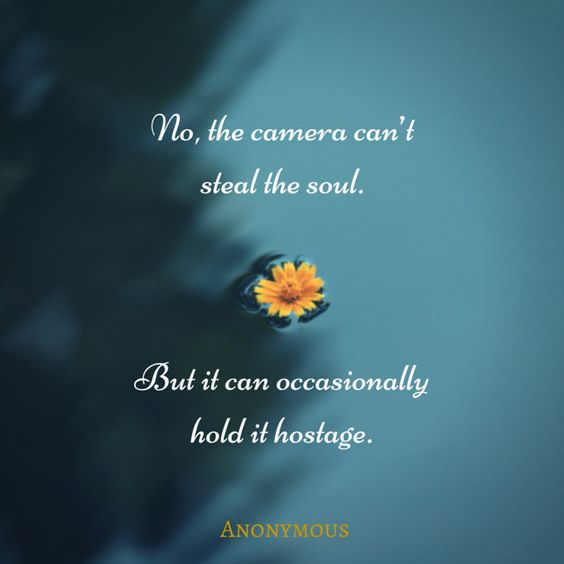 No, the camera can't
steal the soul.
But it can occasionally
hold it hostage.
Anonymous